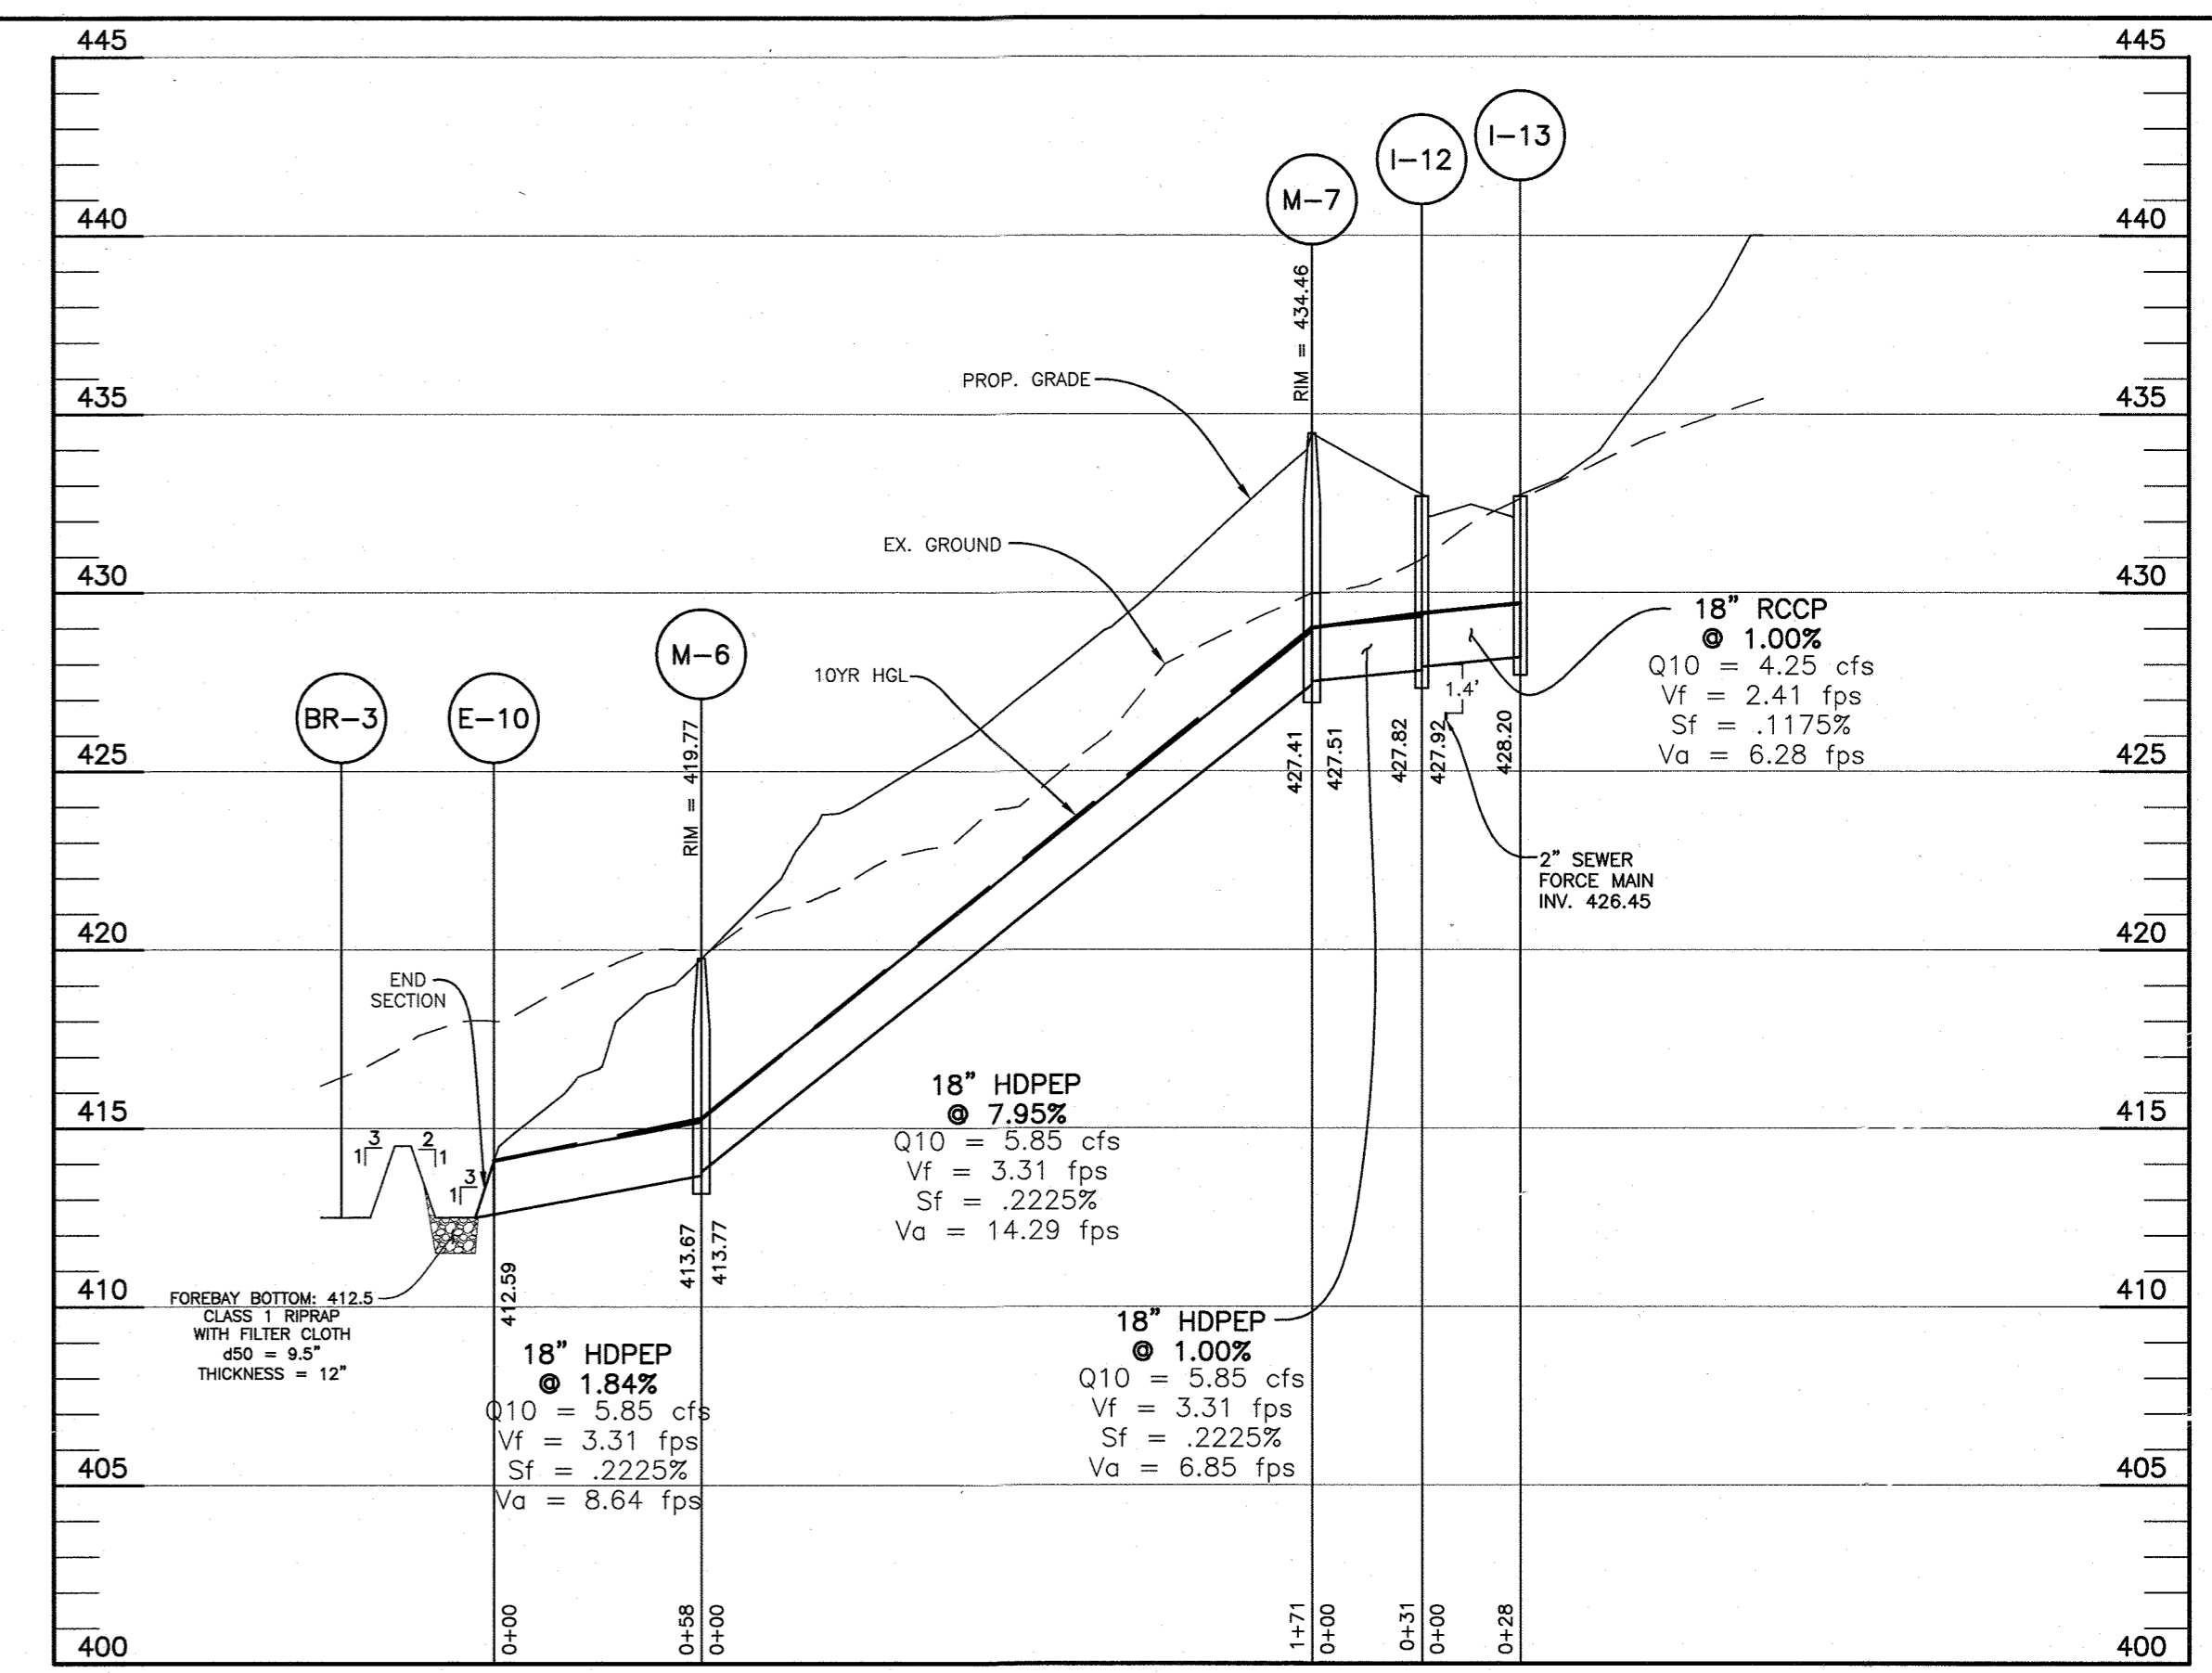 445
445
I-13
I-12
M-7
440
440
RIM = 434.46
PROP. GRADE
435
435
EX. GROUND
430
430
18" RCCP
@ 1.00%
Q10 = 4.25 cfs
Vf = 2.41 fps
Sf = .1175%
Va = 6.28 fps
M-6
10YR HGL
1.4'
BR-3
E-10
RIM = 419.77
425
425
427.41
427.51
427.82
427.92
428.20
2" SEWER
FORCE MAIN
INV. 426.45
420
420
END
SECTION
415
415
3
1
2
1
3
1
18" HDPEP
@ 7.95%
Q10 = 5.85 cfs
Vf = 3.31 fps
Sf = .2225%
Va = 14.29 fps
413.67
413.77
412.59
410
410
FOREBAY BOTTOM: 412.5
CLASS 1 RIPRAP
WITH FILTER CLOTH
d50 = 9.5"
THICKNESS = 12"
18" HDPEP
@ 1.84%
Q10 = 5.85 cfs
Vf = 3.31 fps
Sf = .2225%
Va = 8.64 fps
18" HDPEP
@ 1.00%
Q10 = 5.85 cfs
Vf = 3.31 fps
Sf = .2225%
Va = 6.85 fps
405
405
0+00
0+58
0+00
1+71
0+00
0+31
0+00
0+28
400
400